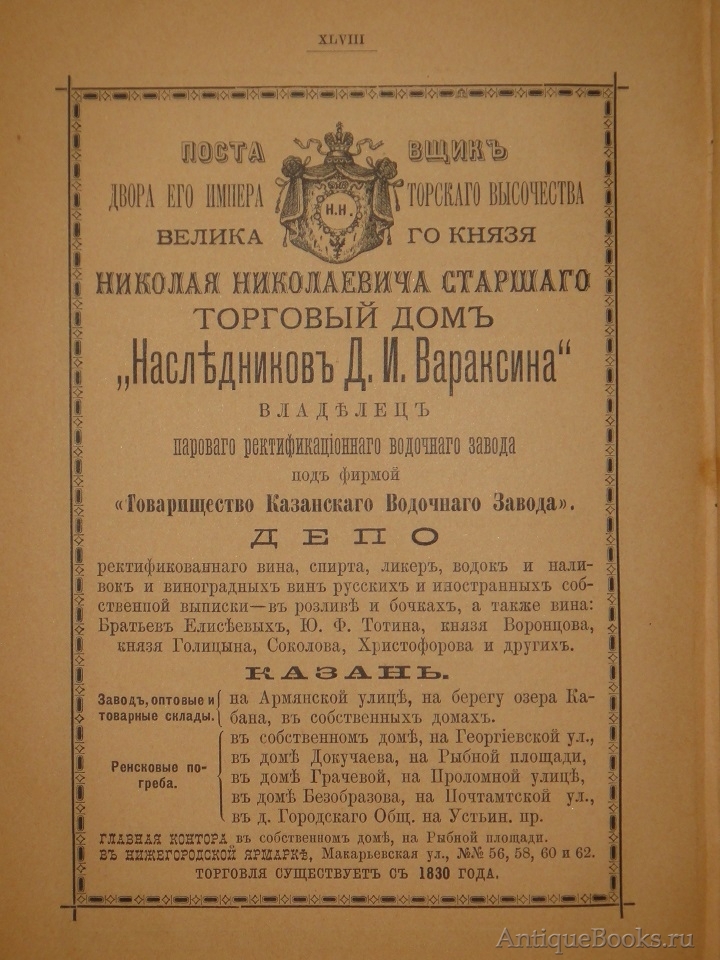 XLVIII
ПОСТА ВЩИКЪ
ДВОРА ЕГО ИМПЕРА ТОРСКАГО ВЫСОЧЕСТВА
Н.Н.
ВЕЛИКА ГО КНЯЗЯ
НИКОЛАЯ НИКОЛАЕВИЧА СТАРШАГО
ТОРГОВЫЙ ДОМЪ
„Наслѣдниковъ Д. И. Вараксина“
ВЛАДѢЛЕЦЪ
пароваго ректификаціоннаго водочнаго завода
подъ фирмой
«Товарищество Казанскаго Водочнаго Завода».
ДЕПО
ректификованнаго вина, спирта, ликеръ, водокъ и нали-
вокъ и виноградныхъ винъ русскихъ и иностранныхъ соб-
ственной выписки—въ розливѣ и бочкахъ, а также вина:
Братьевъ Елисѣевыхъ, Ю. Ф. Тотина, князя Воронцова,
князя Голицына, Соколова, Христофорова и другихъ.
КАЗАНЬ.
Заводъ, оптовые и на Армянской улицѣ, на берегу озера Ка-
товарные склады. бана, въ собственныхъ домахъ.
въ собственномъ домѣ, на Георгіевской ул.,
въ домѣ Докучаева, на Рыбной площади,
Ренсковые по-
греба.
въ домѣ Грачевой, на Проломной улицѣ,
въ домѣ Безобразова, на Почтамтской ул.,
въ д. Городскаго Общ. на Устьин. пр.
ГЛАВНАЯ КОНТОРА въ собственномъ домѣ, на Рыбной площади.
ВЪ НИЖЕГОРОДСКОЙ ЯРМАРКѢ, Макарьевская ул., №№ 56, 58, 60 и 62.
ТОРГОВЛЯ СУЩЕСТВУЕТЪ СЪ 1830 ГОДА.
AntiqueBooks.ru